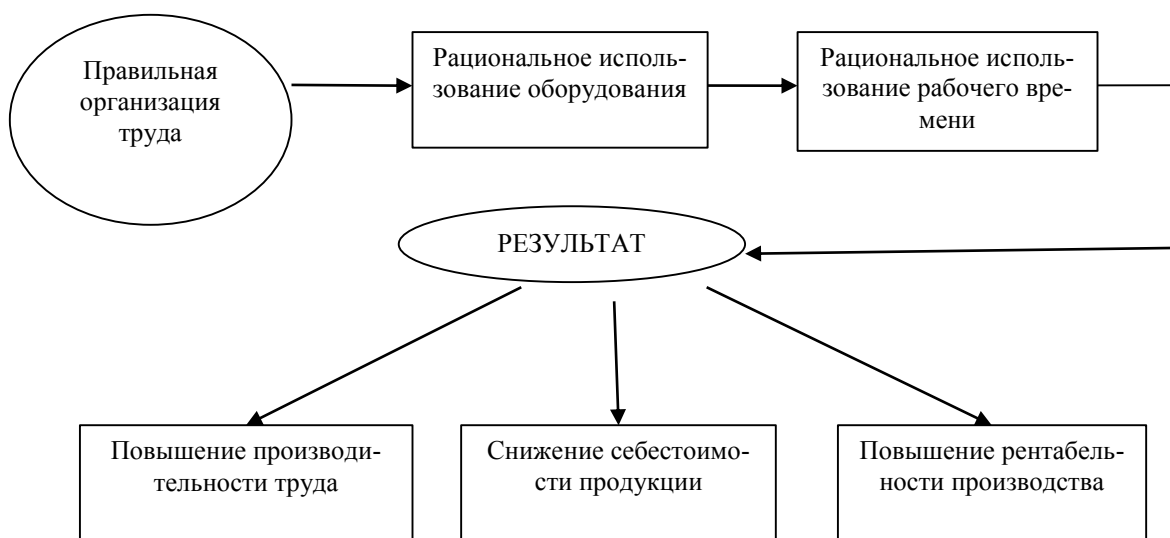 Правильная
организация
труда
Рациональное исполь-
зование оборудования
Рациональное исполь-
зование рабочего вре-
мени
РЕЗУЛЬТАТ
Повышение производи-
тельности труда
Снижение себестоимо-
сти продукции
Повышение рентабель-
ности производства